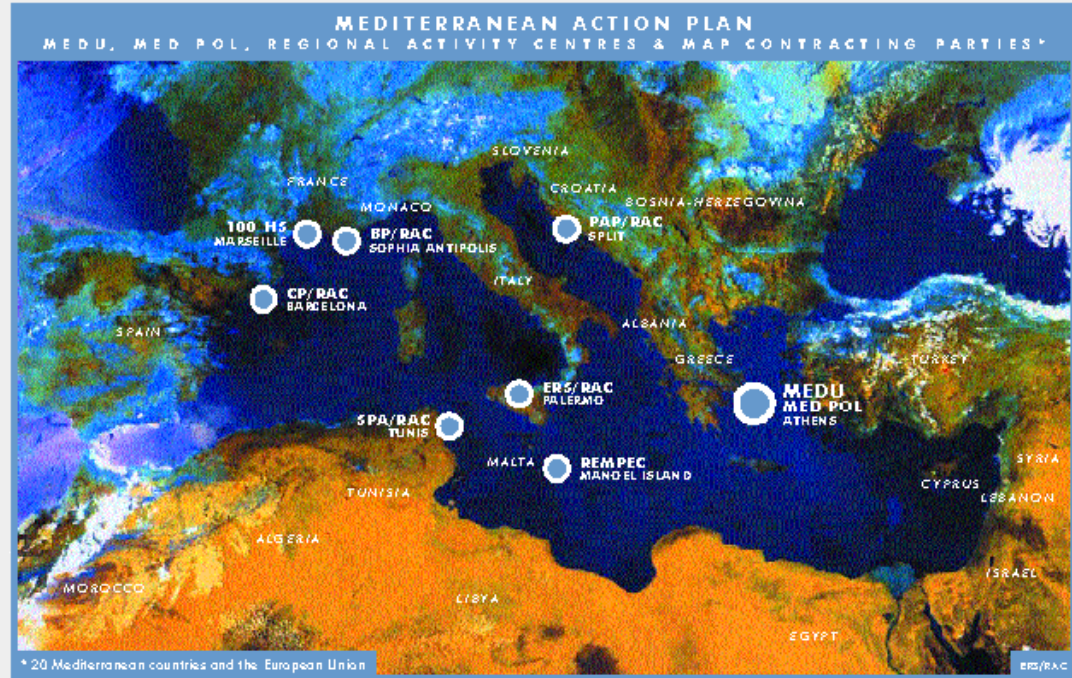 MEDITERRANEAN ACTION PLAN
MEDU, MED POL, REGIONAL ACTIVITY CENTRES & MAP CONTRACTING PARTIES*
SLOVENIA
FRANCE
CROATIA
BOSNIA-HERZEGOVINA
MONACO
100 HS
MARSEILLE
BP/RAC
SOPHIA ANTIPOLIS
PAP/RAC
SPLIT
ITALY
CP/RAC
BARCELONA
SPAIN
ALBANIA
GREECE
TURKEY
ERS/RAC
PALERMO
MEDU
MED POL
ATHENS
SPA/RAC
TUNIS
MALTA
REMPEC
MANOEL ISLAND
SYRIA
CYPRUS
LEBANON
TUNISIA
ALGERIA
ISRAEL
MOROCCO
LIBYA
EGYPT
* 20 Mediterranean countries and the European Union
ERS/RAC